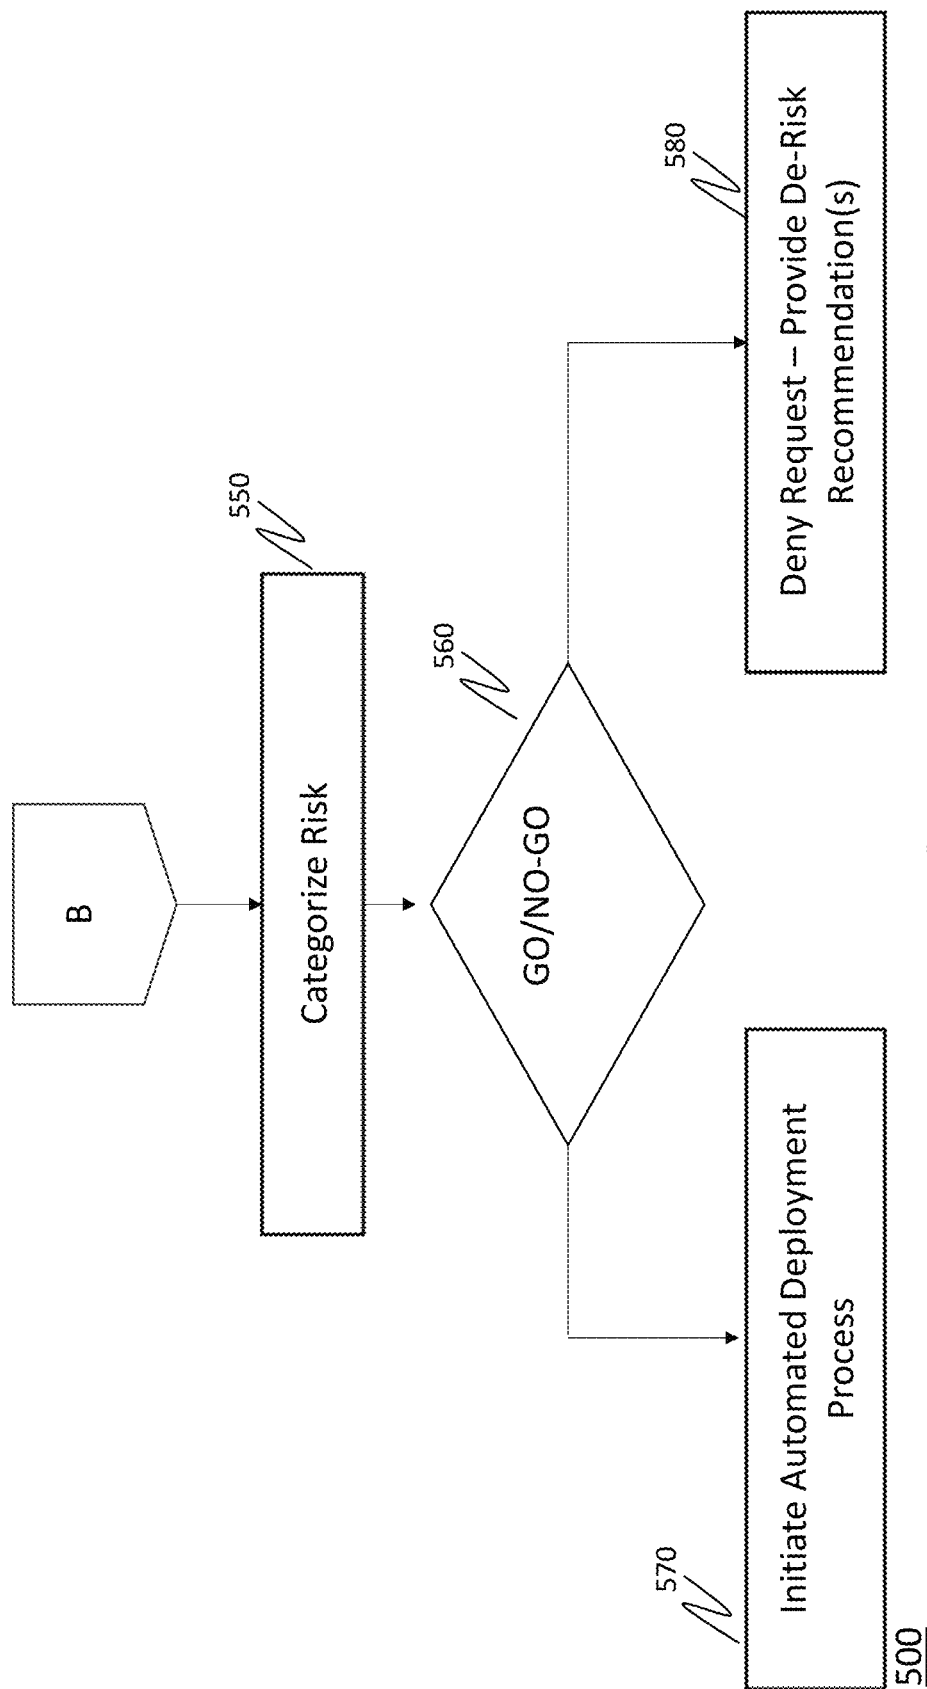 B
550
Categorize Risk
560
GO/NO-GO
570
Initiate Automated Deployment
Process
580
Deny Request – Provide De-Risk
Recommendation(s)
500